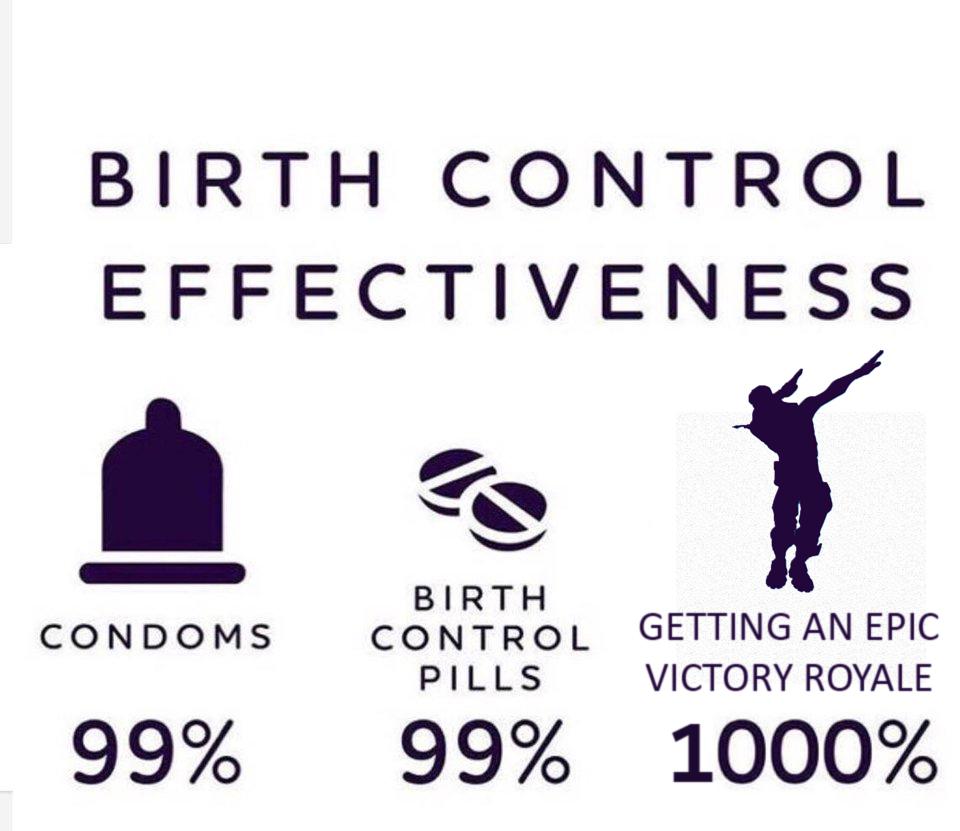 BIRTH CONTROL
EFFECTIVENESS
CONDOMS
99%
BIRTH
CONTROL
PILLS
99%
GETTING AN EPIC
VICTORY ROYALE
1000%